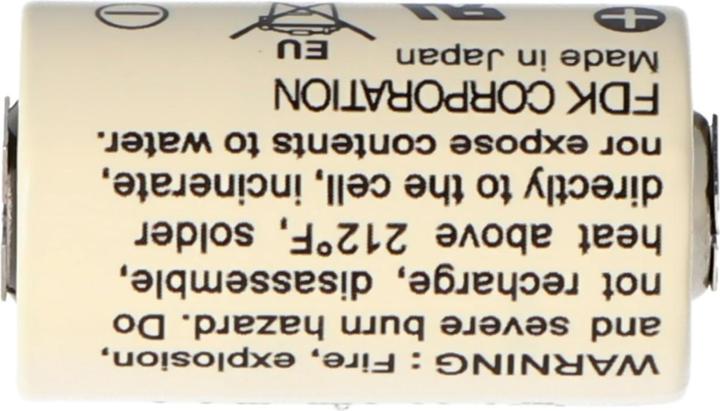 WARNING : Fire, explosion,
and severe burn hazard. Do
not recharge, disassemble,
heat above 212°F, solder
directly to the cell, incinerate,
nor expose contents to water.
FDK CORPORATION
Made in Japan
EU